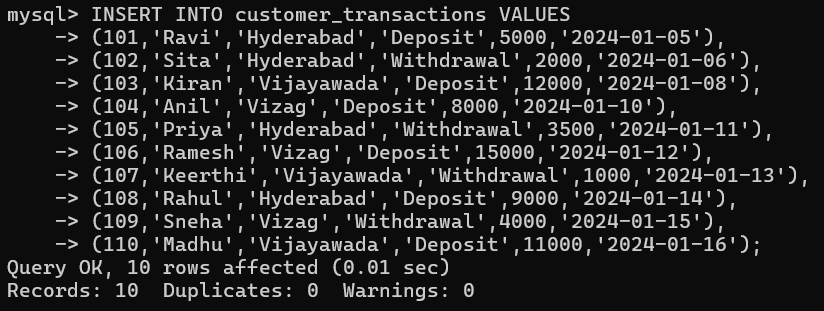 mysql> INSERT INTO customer_transactions VALUES
    -> (101,'Ravi','Hyderabad','Deposit',5000,'2024-01-05'),
    -> (102,'Sita','Hyderabad','Withdrawal',2000,'2024-01-06'),
    -> (103,'Kiran','Vijayawada','Deposit',12000,'2024-01-08'),
    -> (104,'Anil','Vizag','Deposit',8000,'2024-01-10'),
    -> (105,'Priya','Hyderabad','Withdrawal',3500,'2024-01-11'),
    -> (106,'Ramesh','Vizag','Deposit',15000,'2024-01-12'),
    -> (107,'Keerthi','Vijayawada','Withdrawal',1000,'2024-01-13'),
    -> (108,'Rahul','Hyderabad','Deposit',9000,'2024-01-14'),
    -> (109,'Sneha','Vizag','Withdrawal',4000,'2024-01-15'),
    -> (110,'Madhu','Vijayawada','Deposit',11000,'2024-01-16');
Query OK, 10 rows affected (0.01 sec)
Records: 10  Duplicates: 0  Warnings: 0